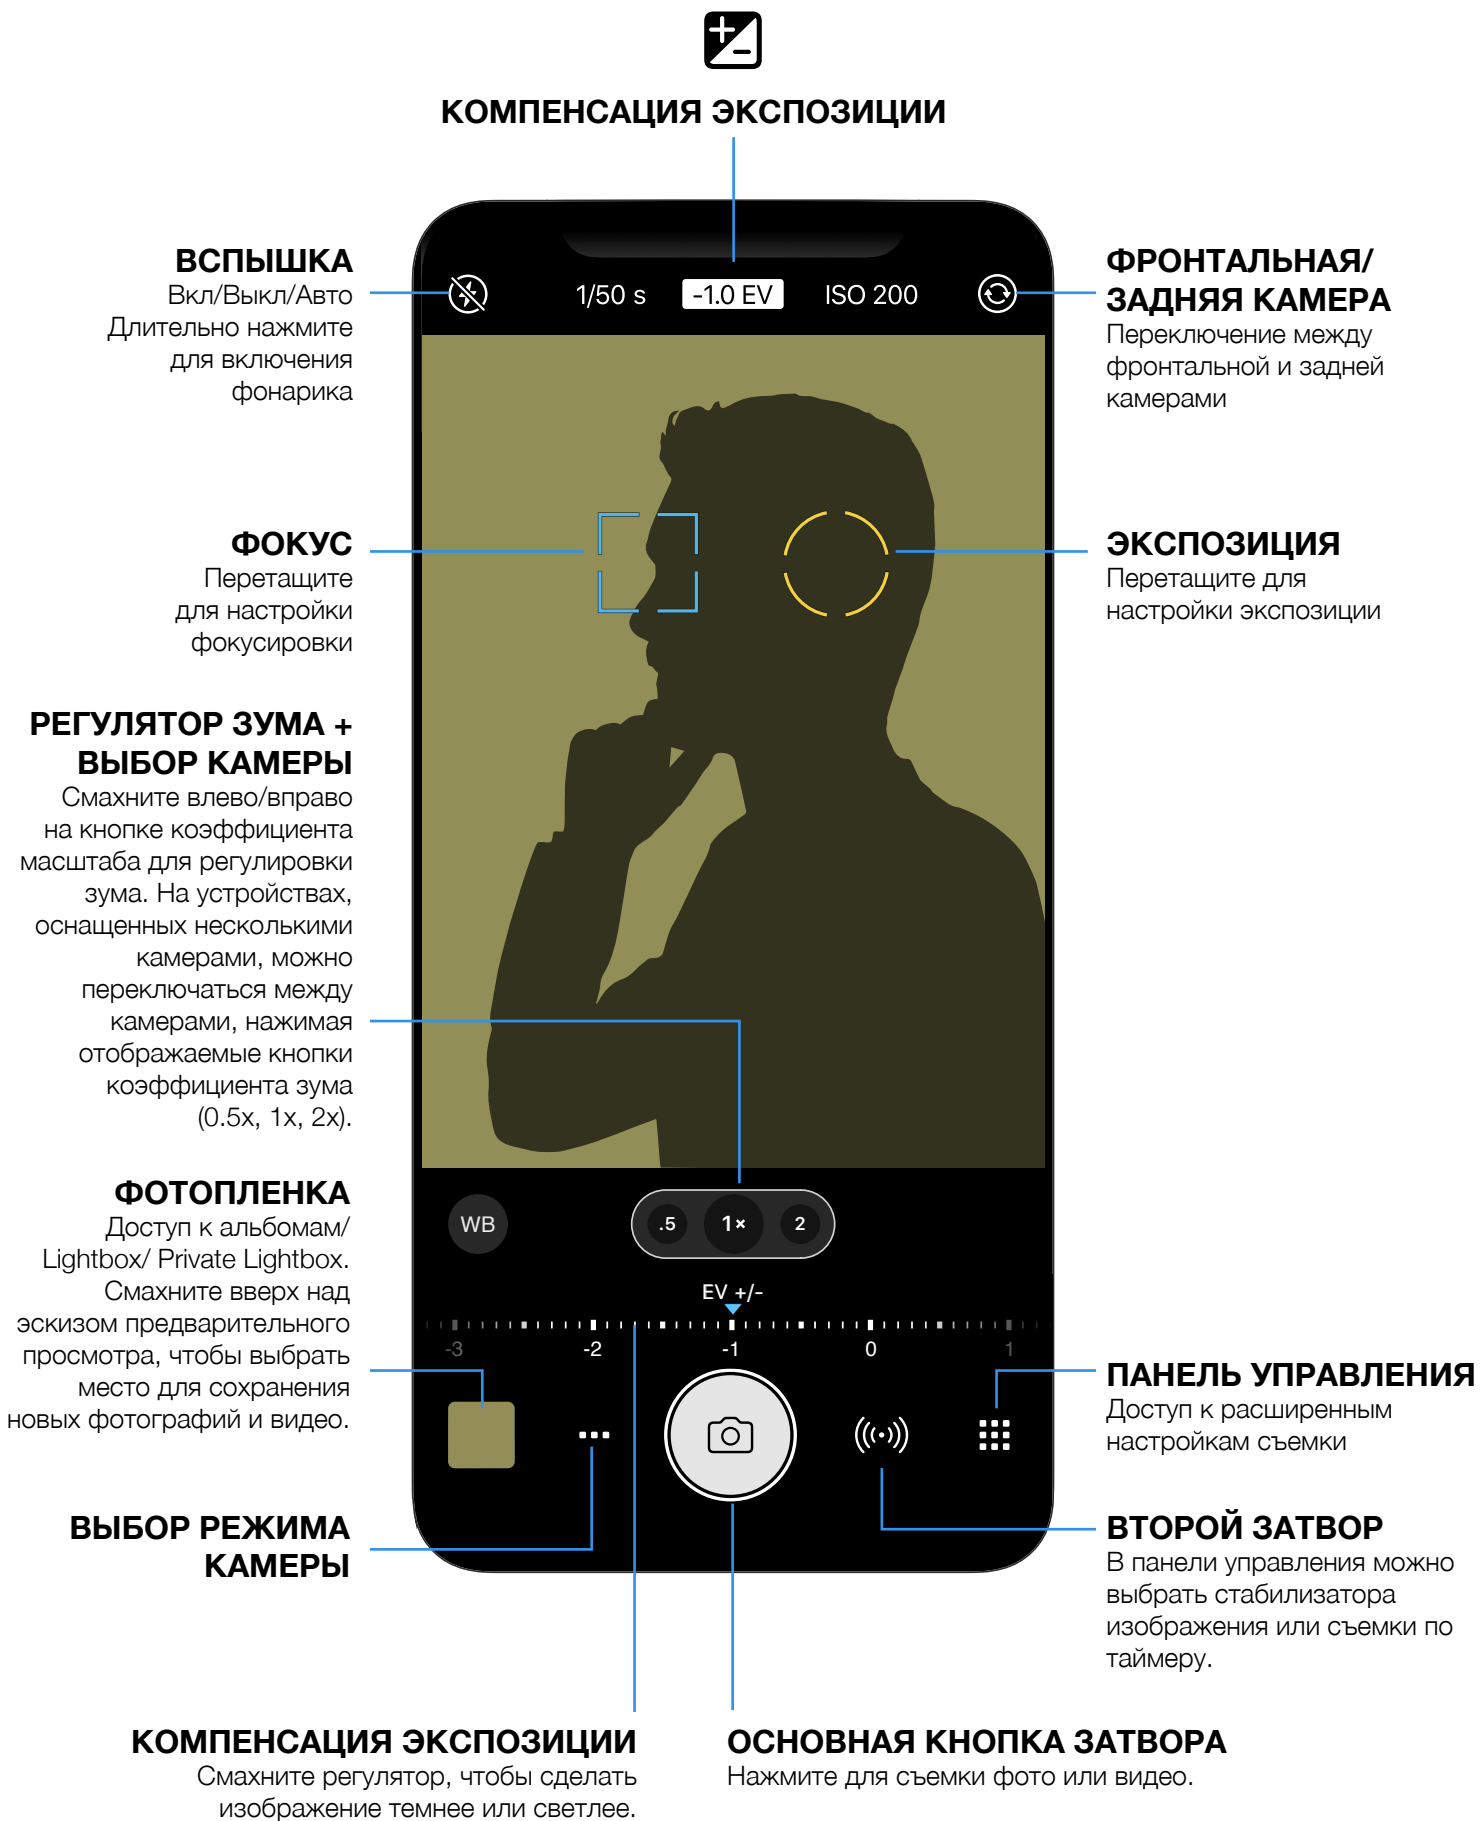 КОМПЕНСАЦИЯ ЭКСПОЗИЦИИ
ВСПЫШКА
Вкл/Выкл/Авто
Длительно нажмите
для включения
фонарика
1/50 s
-1.0 EV
ISO 200
ФРОНТАЛЬНАЯ/
ЗАДНЯЯ КАМЕРА
Переключение между
фронтальной и задней
камерами
ФОКУС
Перетащите
для настройки
фокусировки
ЭКСПОЗИЦИЯ
Перетащите для
настройки экспозиции
РЕГУЛЯТОР ЗУМА +
ВЫБОР КАМЕРЫ
Смахните влево/вправо
на кнопке коэффициента
масштаба для регулировки
зума. На устройствах,
оснащенных несколькими
камерами, можно
переключаться между
камерами, нажимая
отображаемые кнопки
коэффициента зума
(0.5x, 1x, 2x).
ФОТОПЛЕНКА
Доступ к альбомам/
Lightbox/ Private Lightbox.
Смахните вверх над
эскизом предварительного
просмотра, чтобы выбрать
место для сохранения
новых фотографий и видео.
WB
.5
1×
2
EV +/-
-3
-2
-1
0
1
ПАНЕЛЬ УПРАВЛЕНИЯ
Доступ к расширенным
настройкам съемки
ВЫБОР РЕЖИМА
КАМЕРЫ
ВТОРОЙ ЗАТВОР
В панели управления можно
выбрать стабилизатора
изображения или съемки по
таймеру.
КОМПЕНСАЦИЯ ЭКСПОЗИЦИИ
Смахните регулятор, чтобы сделать
изображение темнее или светлее.
ОСНОВНАЯ КНОПКА ЗАТВОРА
Нажмите для съемки фото или видео.